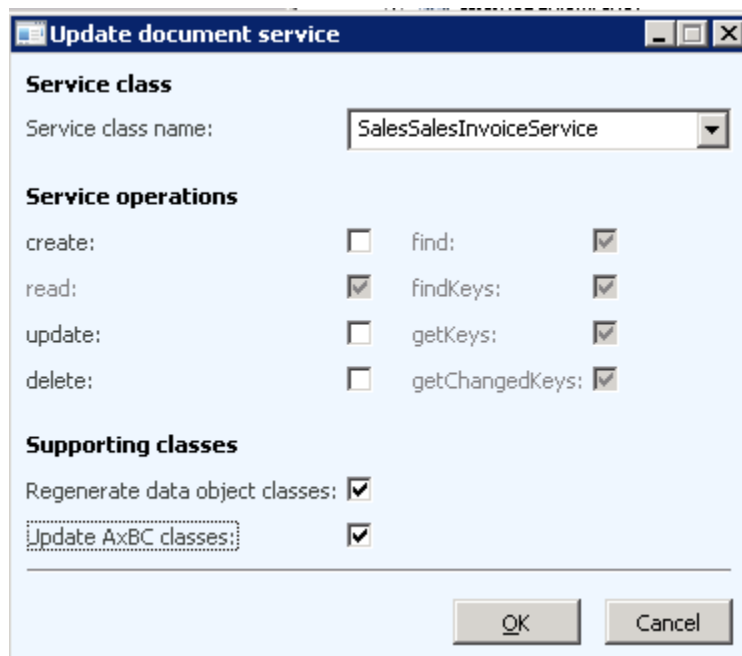 Update document service
Service class
Service class name: SalesSalesInvoiceService
Service operations
create: find:
read: findKeys:
update: getKeys:
delete: getChangedKeys:
Supporting classes
Regenerate data object classes:
Update AxBC classes:
OK Cancel